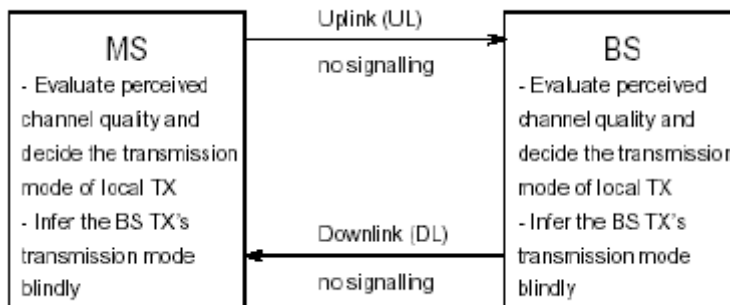 MS
- Evaluate perceived
channel quality and
decide the transmission
mode of local TX
- Infer the BS TX's
transmission mode
blindly
Uplink (UL)
no signalling
Downlink (DL)
no signalling
BS
- Evaluate perceived
channel quality and
decide the transmission
mode of local TX
- Infer the BS TX's
transmission mode
blindly